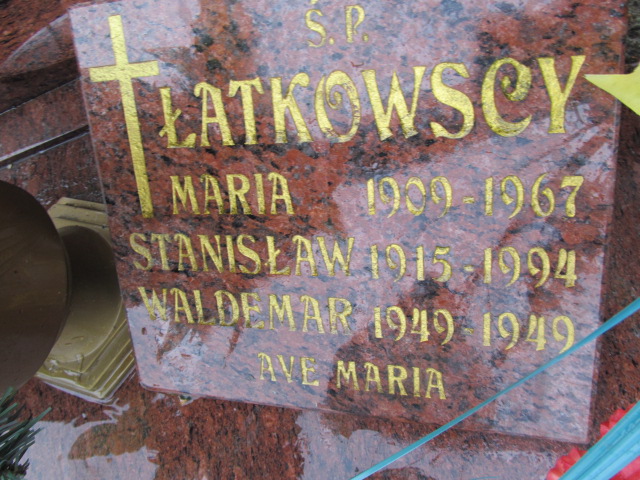 Ś.P.
ŁATKOWSCY
MARIA 1909-1967
STANISŁAW 1915-1994
WALDEMAR 1949-1949
AVE MARIA